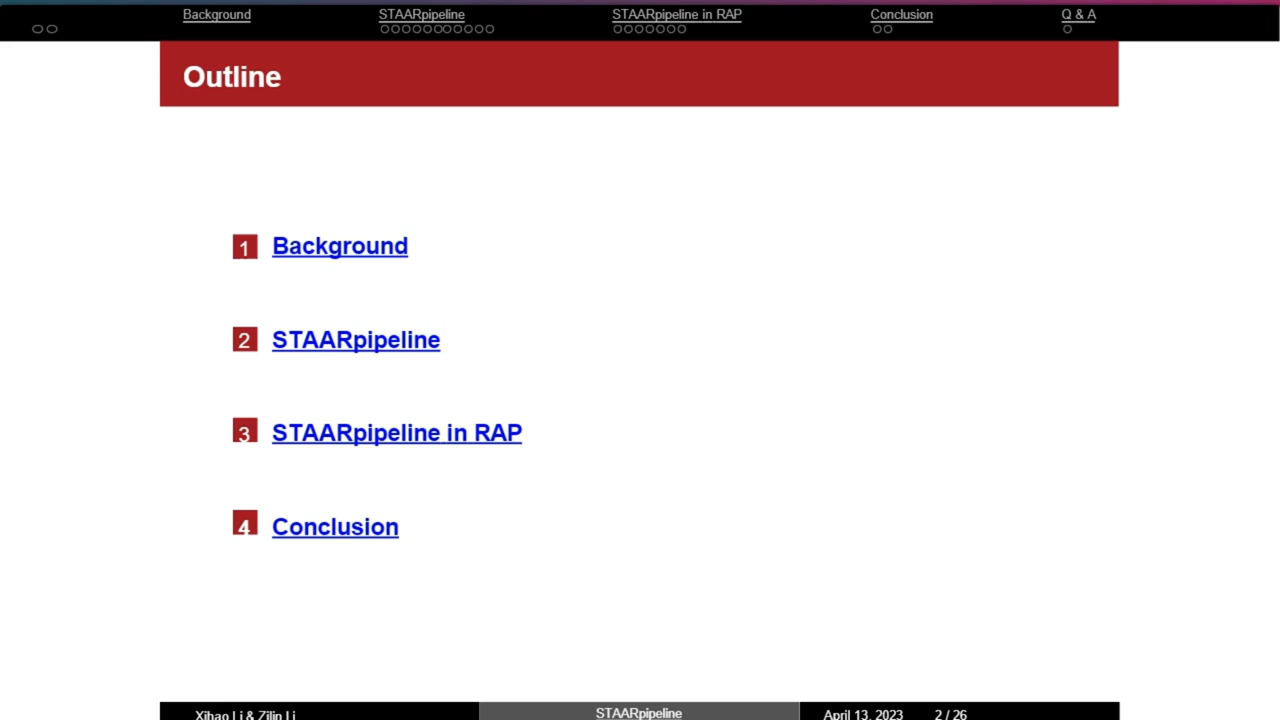 Background STAARpipeline STAARpipeline in RAP Conclusion Q & A
Outline
1 Background
2 STAARpipeline
3 STAARpipeline in RAP
4 Conclusion
Xihao Li & Zilin Li STAARpipeline April 13, 2023 2 / 26